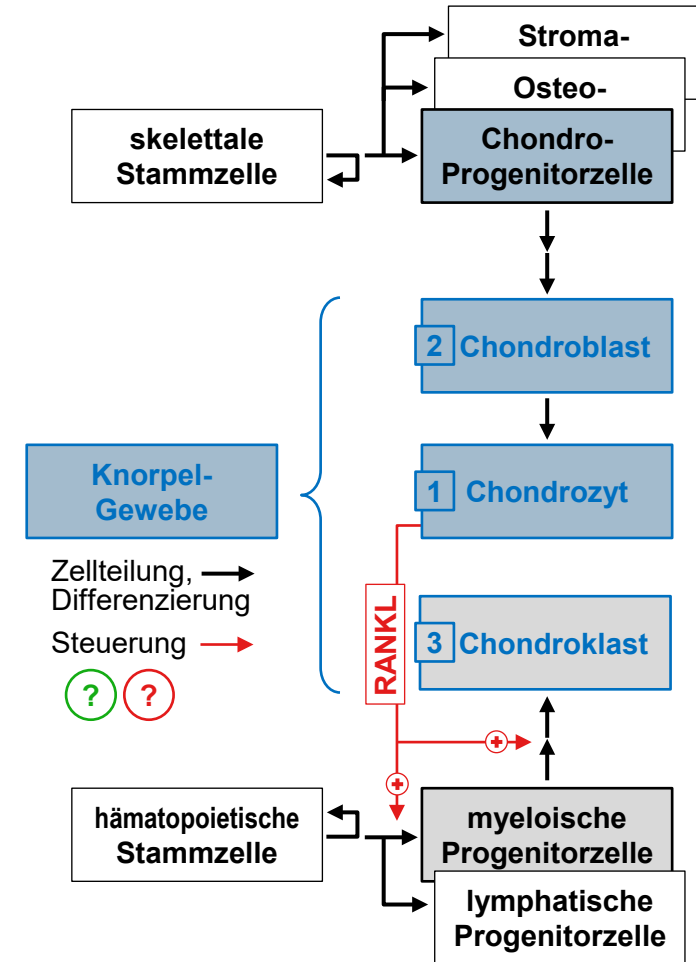 Stroma-
Osteo-
skelettale
Stammzelle
Chondro-
Progenitorzelle
2 Chondroblast
Knorpel-
Gewebe
1 Chondrozyt
Zellteilung,
Differenzierung
Steuerung
? ?
RANKL
3 Chondroklast
hämatopoietische
Stammzelle
myeloische
Progenitorzelle
lymphatische
Progenitorzelle